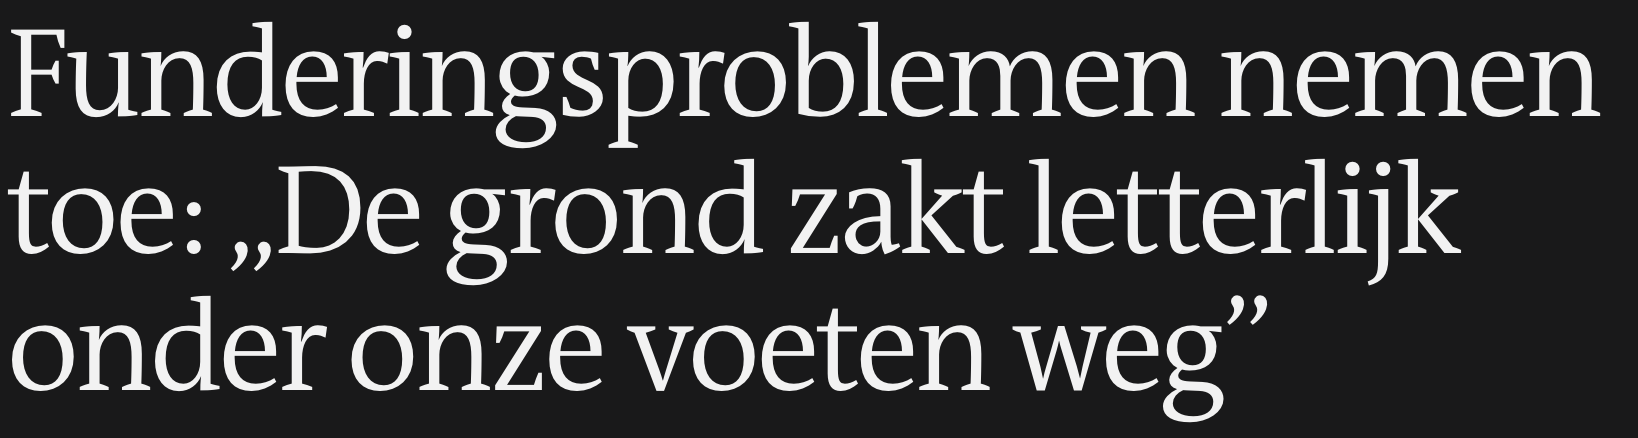 Funderingsproblemen nemen
toe: „De grond zakt letterlijk
onder onze voeten weg”